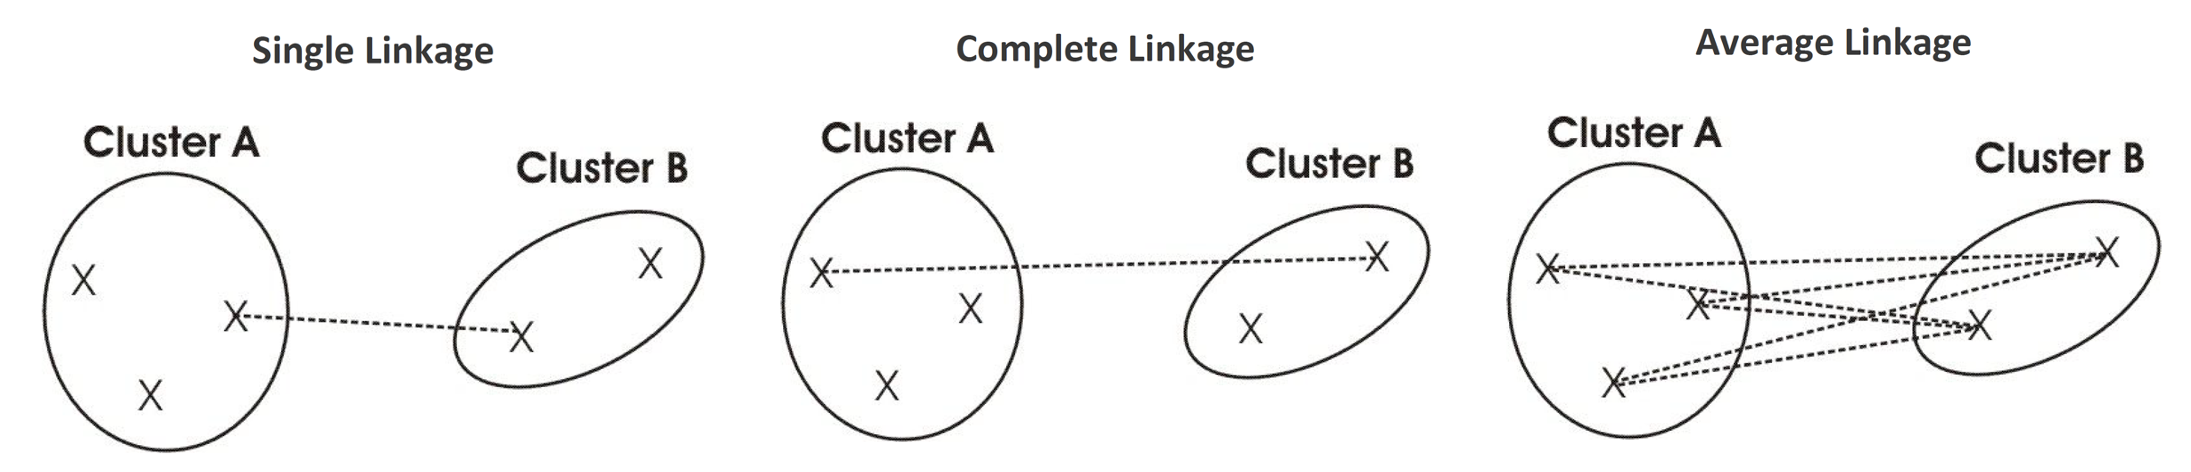 Single Linkage
Cluster A
Cluster B
X
X
X
X
X
Complete Linkage
Cluster A
Cluster B
X
X
X
X
X
Average Linkage
Cluster A
Cluster B
X
X
X
X
X